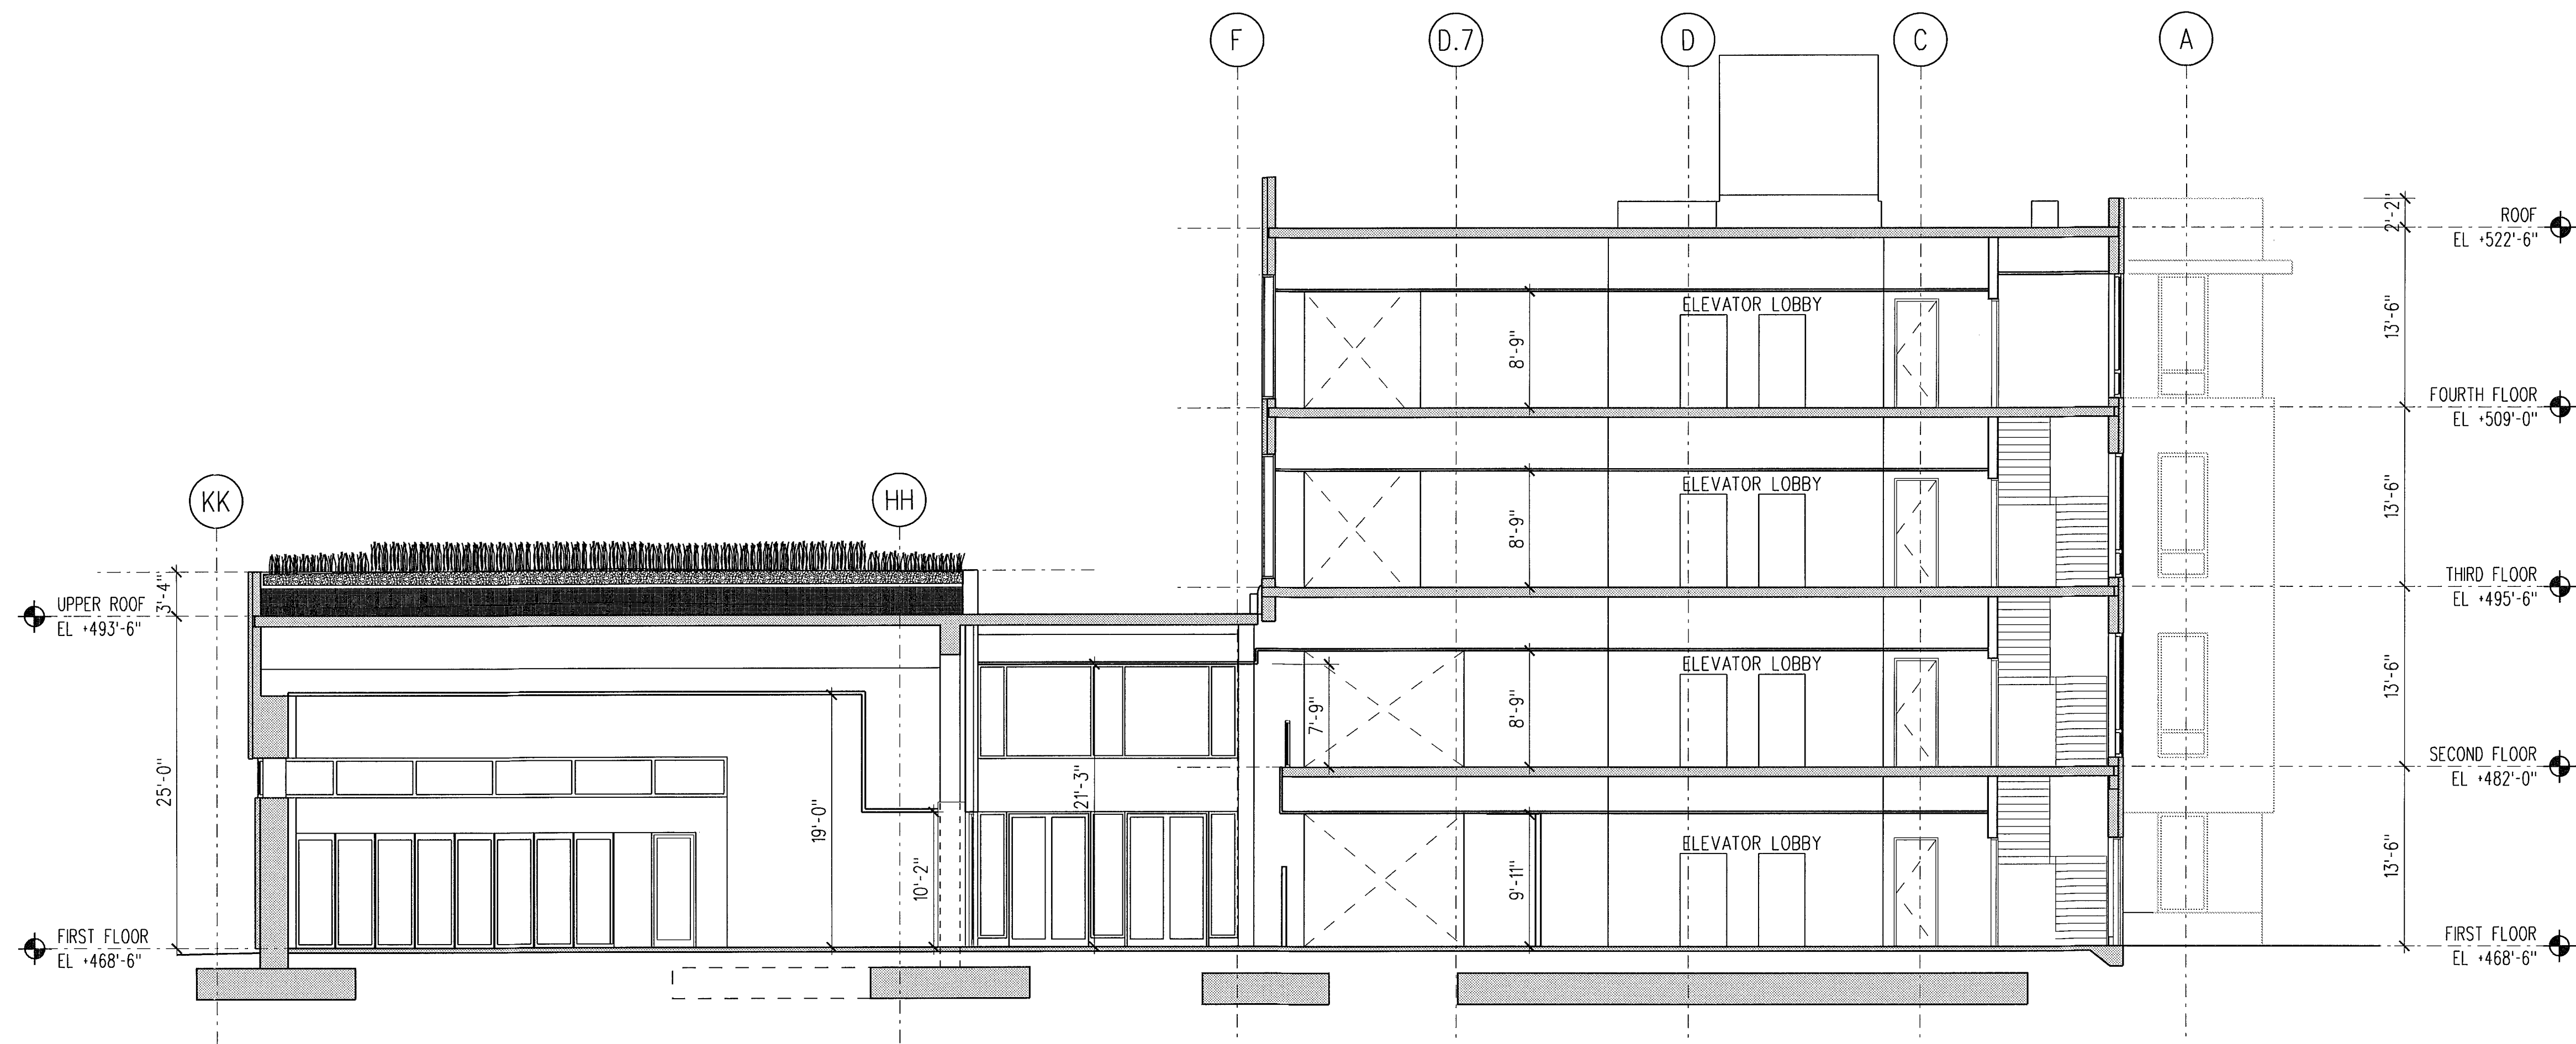 F
D.7
D
C
A
2'-2"
ROOF
EL +522'-6"
ELEVATOR LOBBY
8'-9"
13'-6"
FOURTH FLOOR
EL +509'-0"
KK
HH
ELEVATOR LOBBY
8'-9"
13'-6"
3'-4"
UPPER ROOF
EL +493'-6"
THIRD FLOOR
EL +495'-6"
ELEVATOR LOBBY
7'-9"
8'-9"
13'-6"
25'-0"
21'-3"
SECOND FLOOR
EL +482'-0"
19'-0"
10'-2"
ELEVATOR LOBBY
9'-11"
13'-6"
FIRST FLOOR
EL +468'-6"
FIRST FLOOR
EL +468'-6"